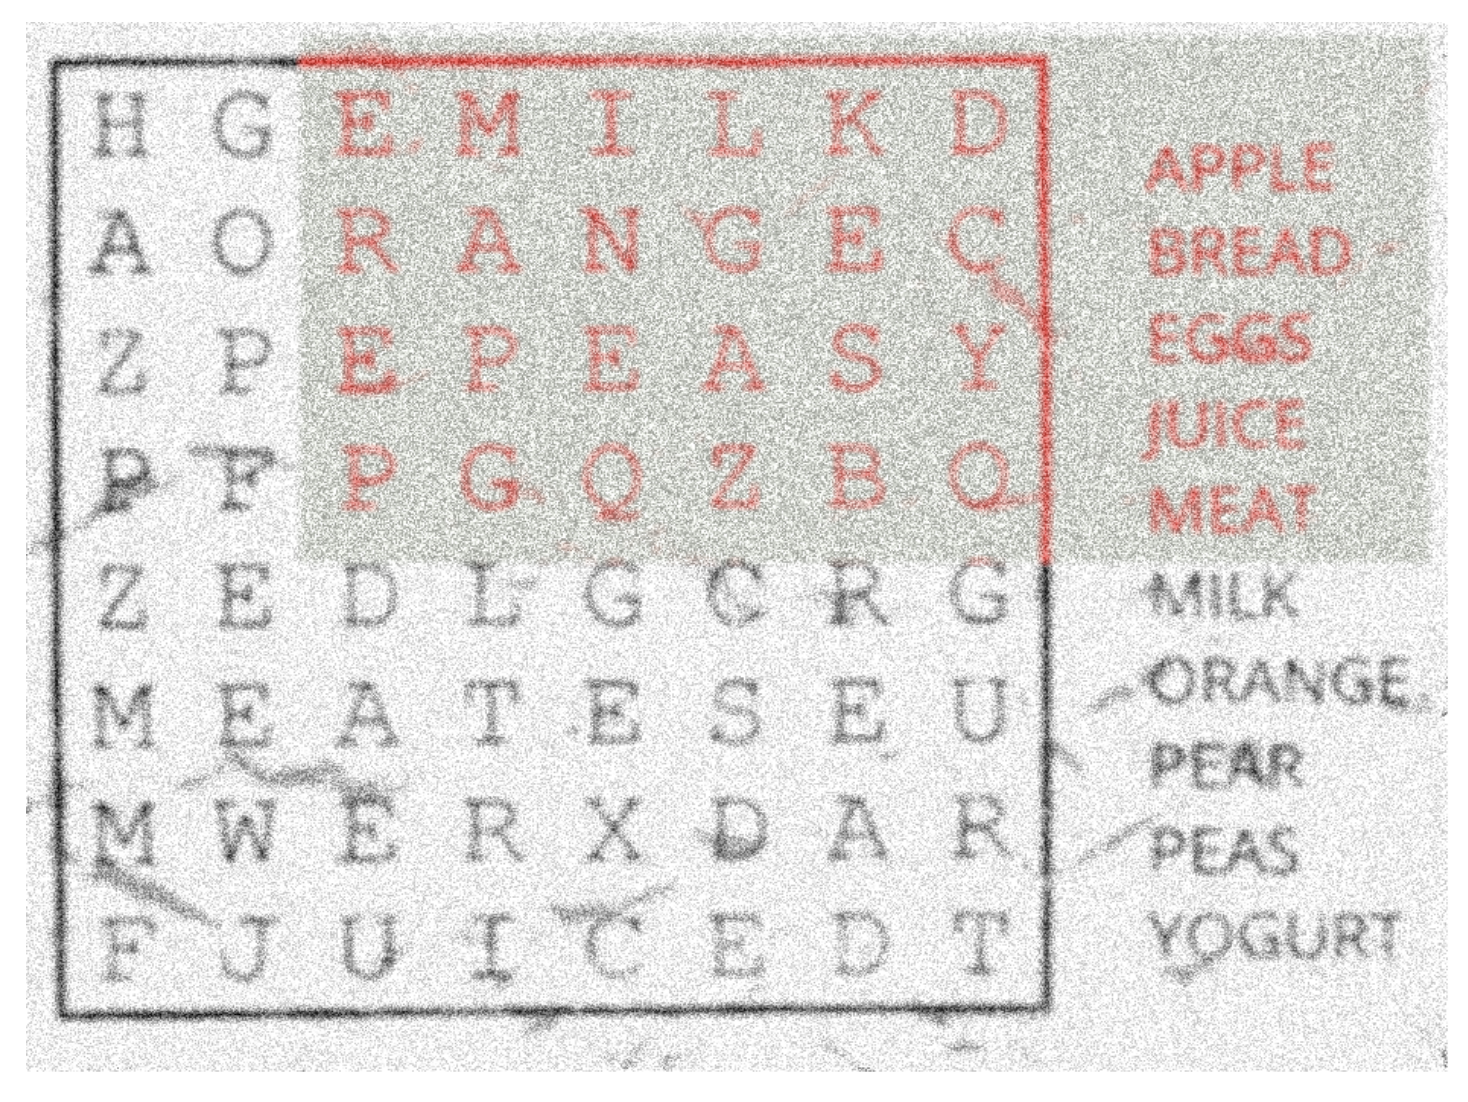 H G E M I L K D
A O R A N G E C
Z P E P E A S Y
P F P G Q Z B O
Z E D L G C R G
M E A T E S E U
M W E R X D A R
F J U I C E D T
APPLE
BREAD
EGGS
JUICE
MEAT
MILK
ORANGE
PEAR
PEAS
YOGURT